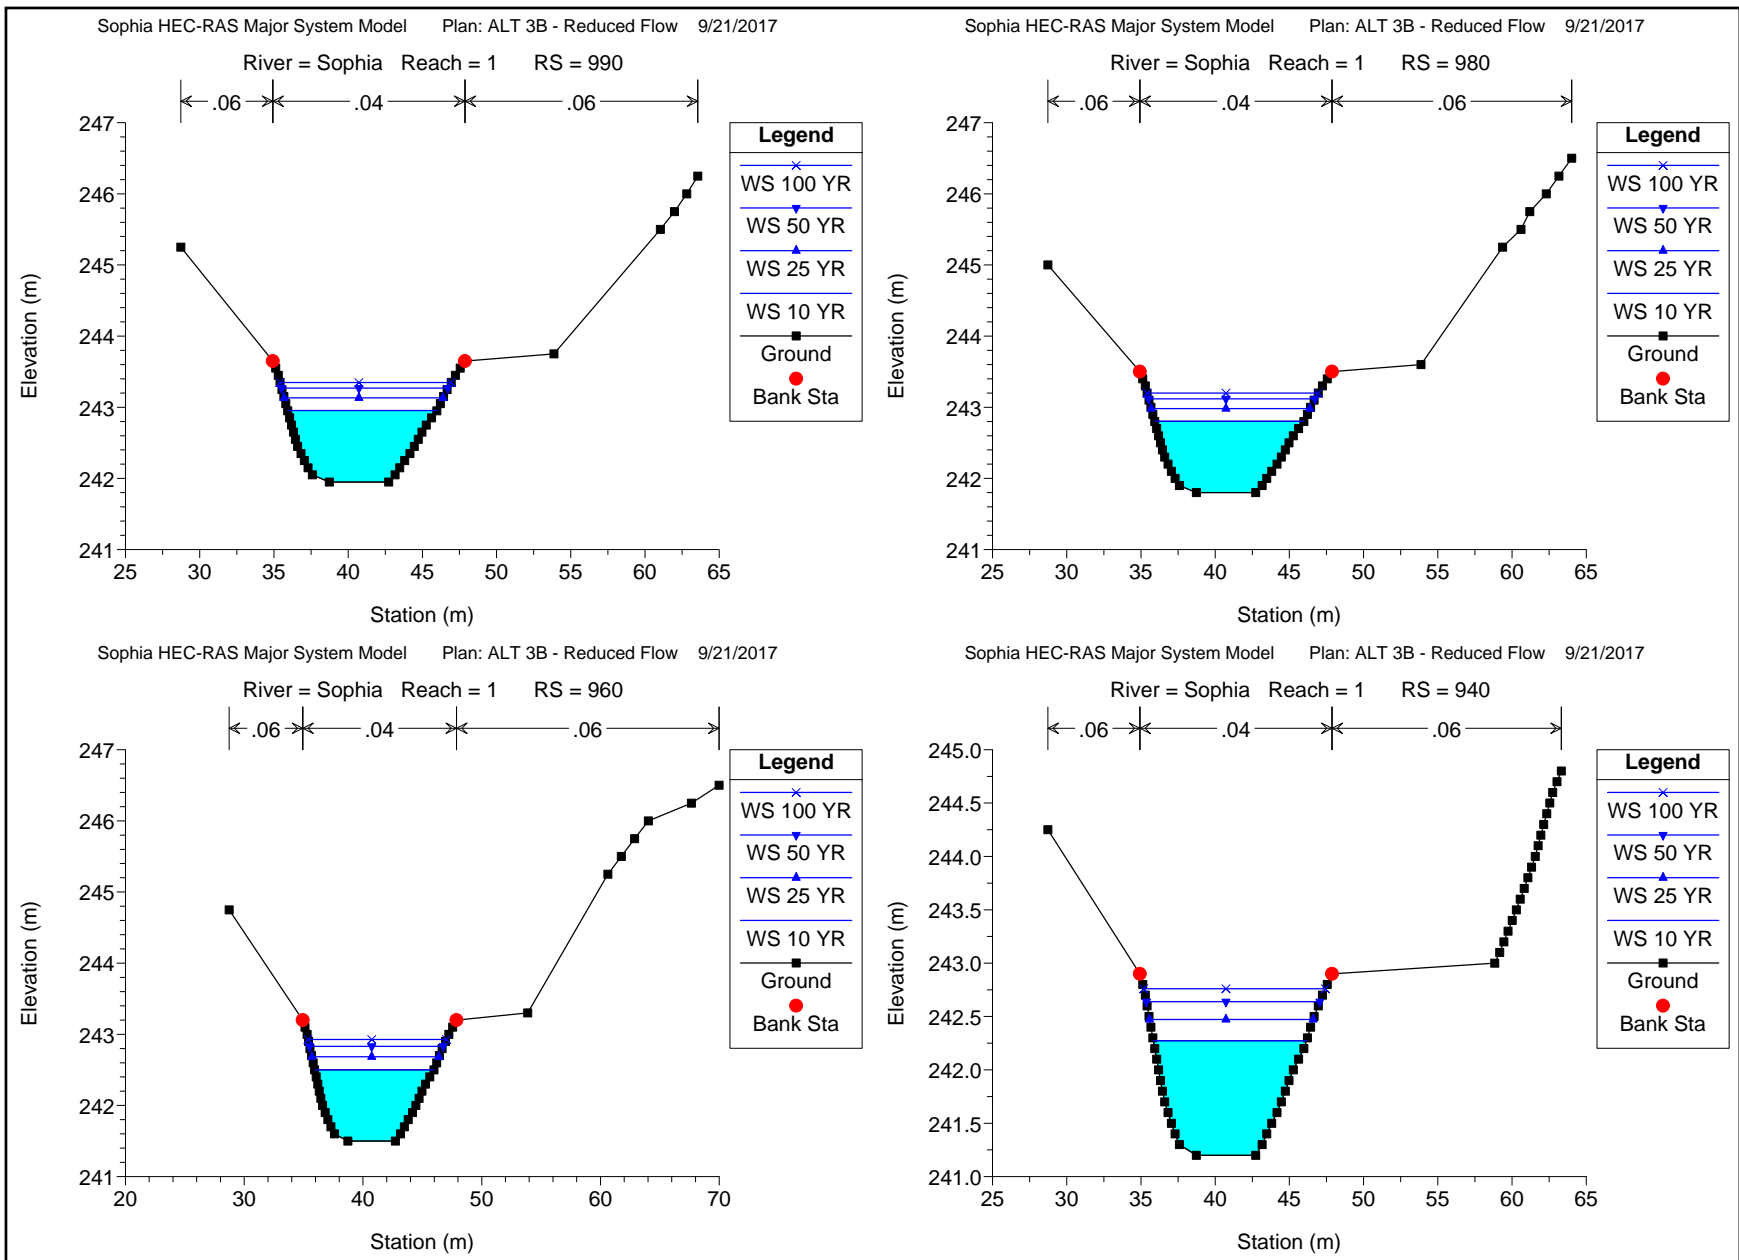 Sophia HEC-RAS Major System Model Plan: ALT 3B - Reduced Flow 9/21/2017
River = Sophia Reach = 1 RS = 990
.06 .04 .06
247
246
245
244
243
242
241
25 30 35 40 45 50 55 60 65
Station (m)
Elevation (m)
Legend
WS 100 YR
WS 50 YR
WS 25 YR
WS 10 YR
Ground
Bank Sta
Sophia HEC-RAS Major System Model Plan: ALT 3B - Reduced Flow 9/21/2017
River = Sophia Reach = 1 RS = 980
.06 .04 .06
247
246
245
244
243
242
241
25 30 35 40 45 50 55 60 65
Station (m)
Elevation (m)
Legend
WS 100 YR
WS 50 YR
WS 25 YR
WS 10 YR
Ground
Bank Sta
Sophia HEC-RAS Major System Model Plan: ALT 3B - Reduced Flow 9/21/2017
River = Sophia Reach = 1 RS = 960
.06 .04 .06
247
246
245
244
243
242
241
20 30 40 50 60 70
Station (m)
Elevation (m)
Legend
WS 100 YR
WS 50 YR
WS 25 YR
WS 10 YR
Ground
Bank Sta
Sophia HEC-RAS Major System Model Plan: ALT 3B - Reduced Flow 9/21/2017
River = Sophia Reach = 1 RS = 940
.06 .04 .06
245.0
244.5
244.0
243.5
243.0
242.5
242.0
241.5
241.0
25 30 35 40 45 50 55 60 65
Station (m)
Elevation (m)
Legend
WS 100 YR
WS 50 YR
WS 25 YR
WS 10 YR
Ground
Bank Sta